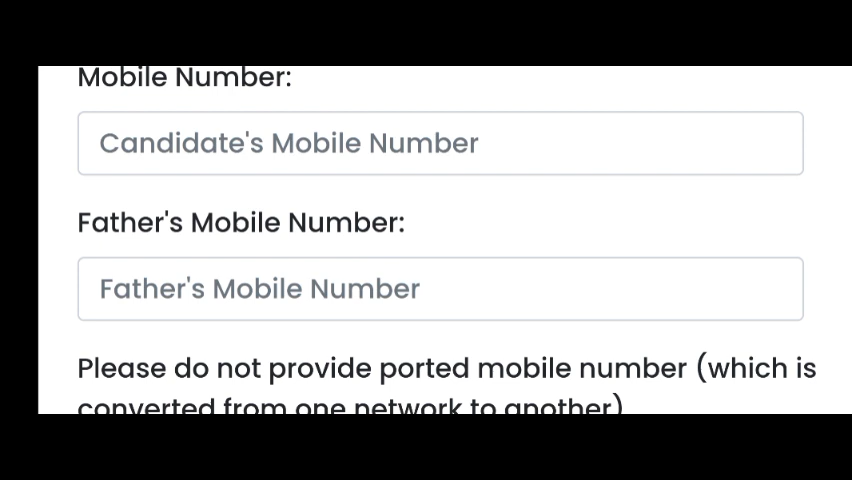 Mobile Number:
Candidate's Mobile Number
Father's Mobile Number:
Father's Mobile Number
Please do not provide ported mobile number (which is
converted from one network to another)